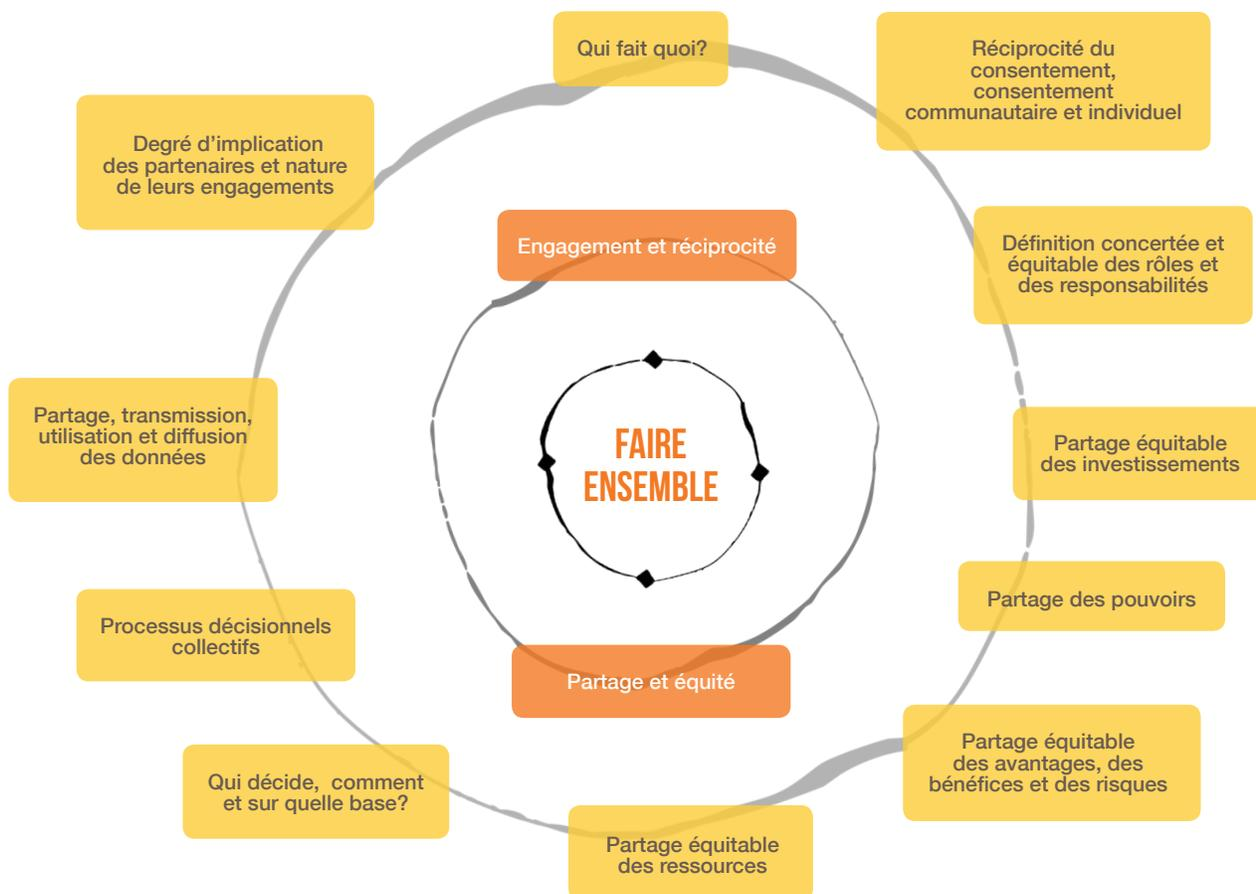 Qui fait quoi?
Réciprocité du
consentement,
consentement
communautaire et individuel
Degré d’implication
des partenaires et nature
de leurs engagements
Engagement et réciprocité
Définition concertée et
équitable des rôles et
des responsabilités
Partage, transmission,
utilisation et diffusion
des données
FAIRE
ENSEMBLE
Partage équitable
des investissements
Partage des pouvoirs
Processus décisionnels
collectifs
Partage et équité
Partage équitable
des avantages, des
bénéfices et des risques
Qui décide, comment
et sur quelle base?
Partage équitable
des ressources